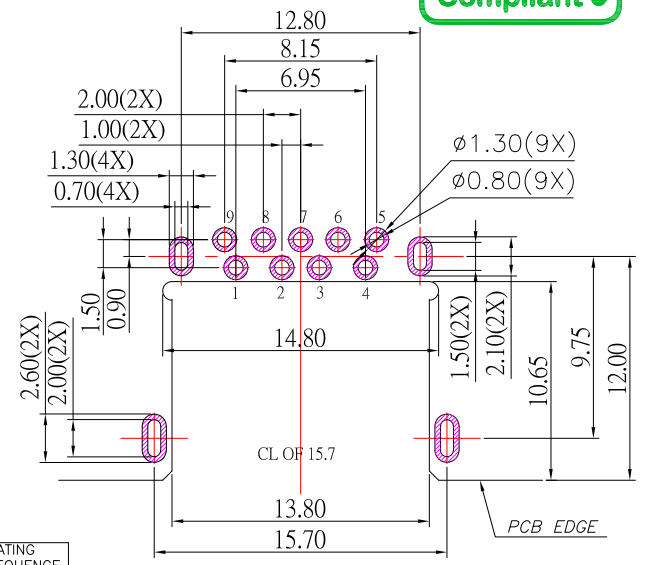 Compliant
12.80
8.15
6.95
2.00(2X)
1.00(2X)
1.30(4X)
0.70(4X)
ϕ1.30(9X)
ϕ0.80(9X)
9 8 7 6 5
1 2 3 4
1.50
0.90
1.50(2X)
2.10(2X)
10.65
9.75
12.00
14.80
2.60(2X)
2.00(2X)
CL OF 15.7
13.80
15.70
PCB EDGE
ATING
EQUENCE